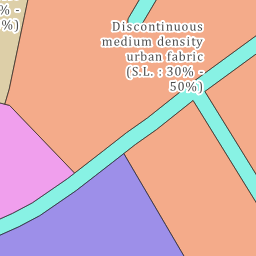 % -
%)
Discontinuous
medium density
urban fabric
(S.L. : 30% -
50%)